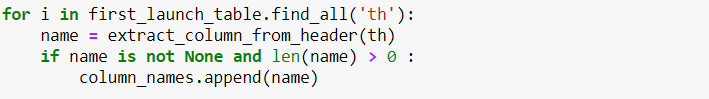 for i in first_launch_table.find_all('th'):
    name = extract_column_from_header(th)
    if name is not None and len(name) > 0 :
        column_names.append(name)